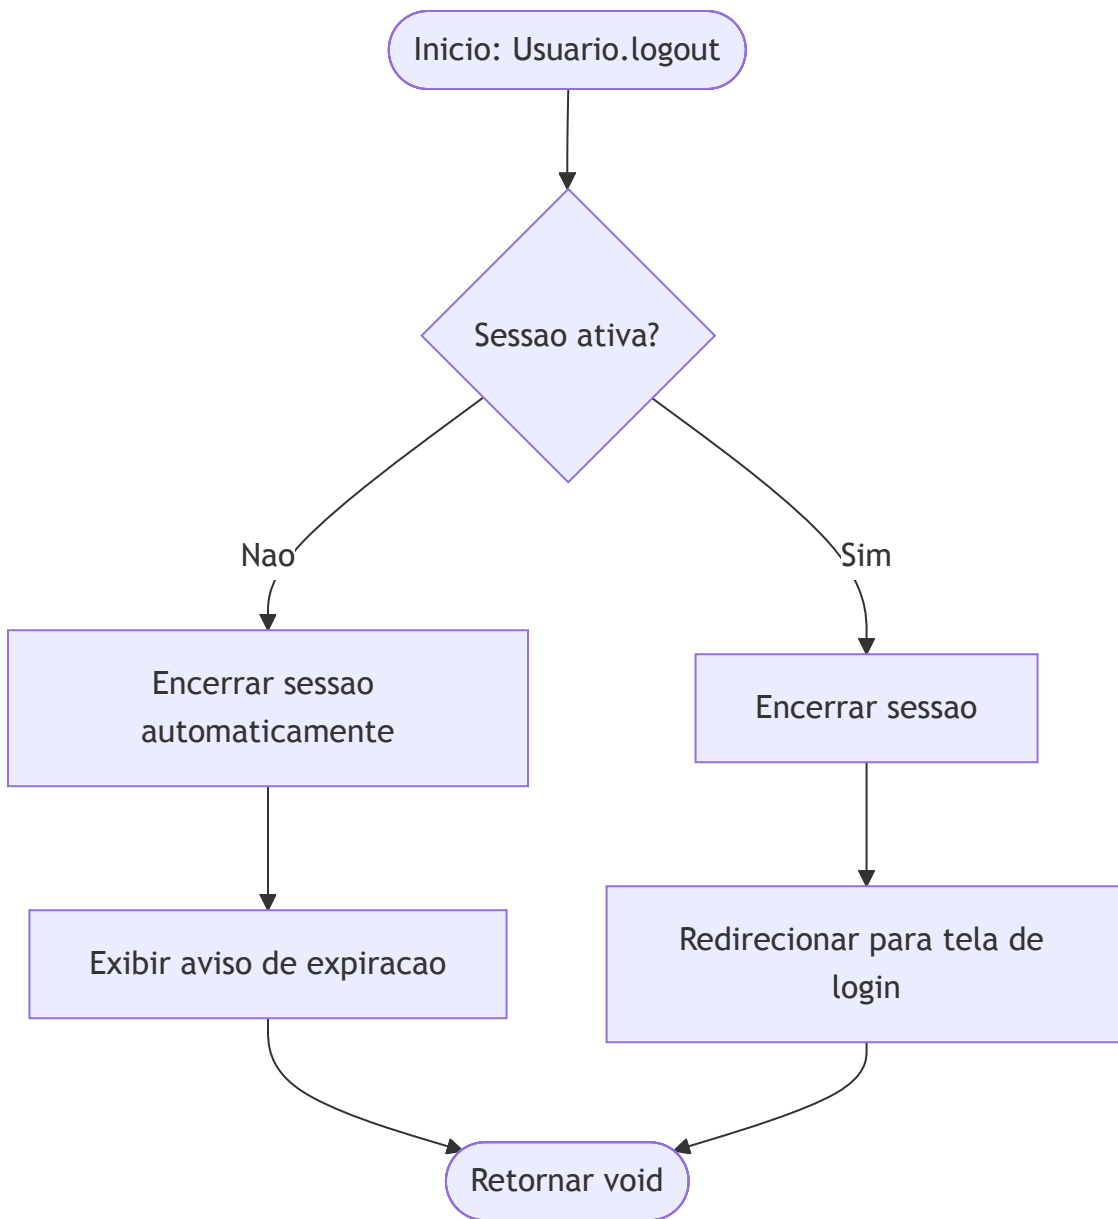 Inicio: Usuario.logout
Sessao ativa?
Nao
Sim
Encerrar sessao
automaticamente
Encerrar sessao
Exibir aviso de expiracao
Redirecionar para tela de
login
Retornar void